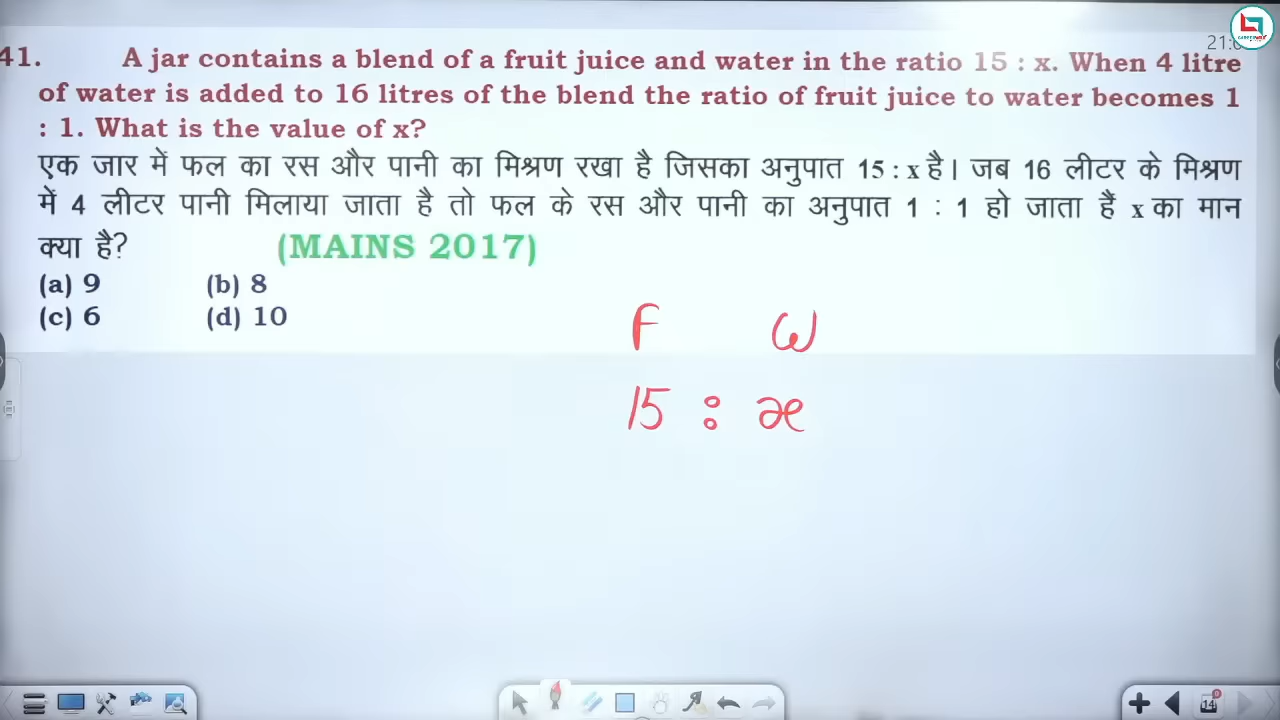 21:0
41. A jar contains a blend of a fruit juice and water in the ratio 15 : x. When 4 litre
of water is added to 16 litres of the blend the ratio of fruit juice to water becomes 1
: 1. What is the value of x?
एक जार में फल का रस और पानी का मिश्रण रखा है जिसका अनुपात 15 : x है। जब 16 लीटर के मिश्रण
में 4 लीटर पानी मिलाया जाता है तो फल के रस और पानी का अनुपात 1 : 1 हो जाता हैं x का मान
क्या है? (MAINS 2017)
(a) 9 (b) 8
(c) 6 (d) 10
F W
15 : x
14